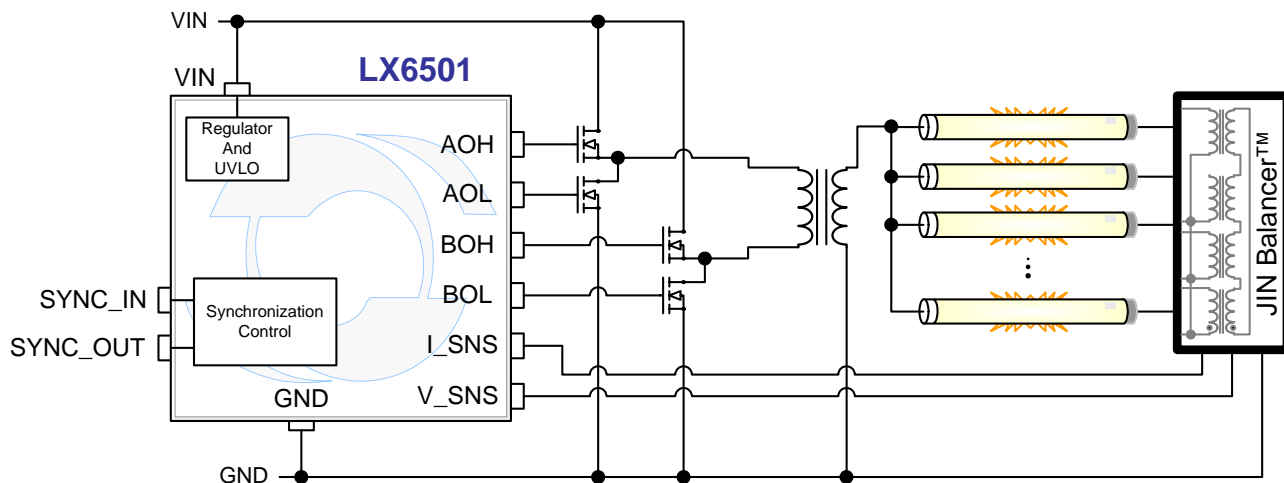 VIN
VIN
LX6501
Regulator
And
UVLO
AOH
AOL
BOH
BOL
I_SNS
V_SNS
SYNC_IN
SYNC_OUT
Synchronization
Control
GND
GND
JIN Balancer™